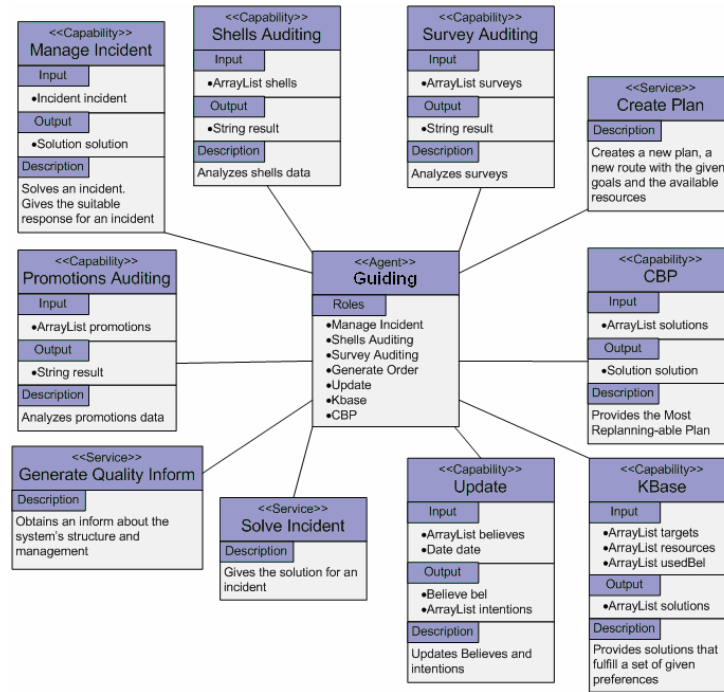 <<Capability>>
Manage Incident
Input
•Incident incident
Output
•Solution solution
Description
Solves an incident.
Gives the suitable
response for an incident
<<Capability>>
Shells Auditing
Input
•ArrayList shells
Output
•String result
Description
Analyzes shells data
<<Capability>>
Survey Auditing
Input
•ArrayList surveys
Output
•String result
Description
Analyzes surveys
<<Service>>
Create Plan
Description
Creates a new plan, a
new route with the given
goals and the available
resources
<<Capability>>
Promotions Auditing
Input
•ArrayList promotions
Output
•String result
Description
Analyzes promotions data
<<Agent>>
Guiding
Roles
•Manage Incident
•Shells Auditing
•Survey Auditing
•Generate Order
•Update
•Kbase
•CBP
<<Capability>>
CBP
Input
•ArrayList solutions
Output
•Solution solution
Description
Provides the Most
Replanning-able Plan
<<Service>>
Generate Quality Inform
Description
Obtains an inform about the
system's structure and
management
<<Service>>
Solve Incident
Description
Gives the solution for an
incident
<<Capability>>
Update
Input
•ArrayList believes
•Date date
Output
•Believe bel
•ArrayList intentions
Description
Updates Believes and
intentions
<<Capability>>
KBase
Input
•ArrayList targets
•ArrayList resources
•ArrayList usedBel
Output
•ArrayList solutions
Description
Provides solutions that
fulfill a set of given
preferences